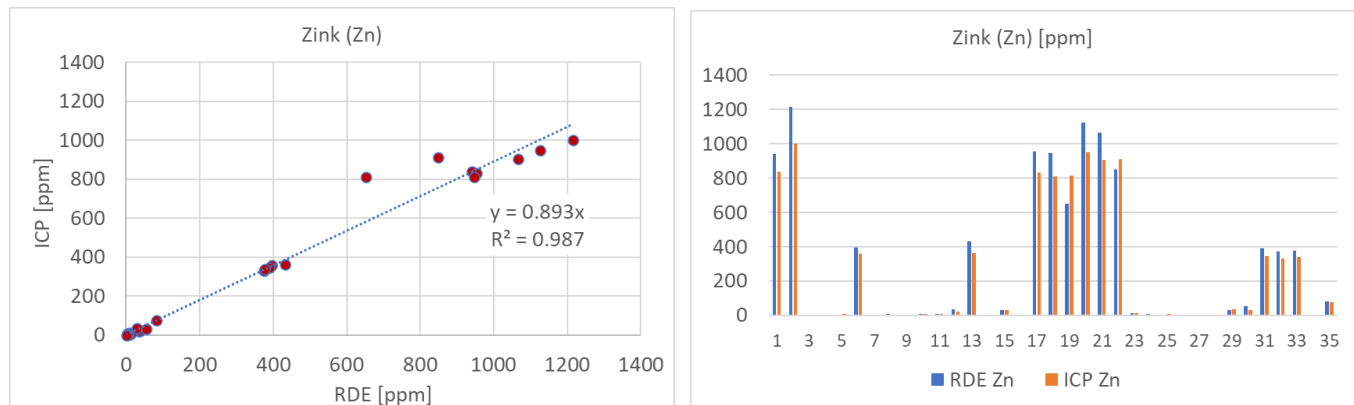 Zink (Zn)
1400
1200
1000
800
600
400
200
0
ICP [ppm]
y = 0.893x
R² = 0.987
0 200 400 600 800 1000 1200 1400
RDE [ppm]
Zink (Zn) [ppm]
1400
1200
1000
800
600
400
200
0
1 3 5 7 9 11 13 15 17 19 21 23 25 27 29 31 33 35
RDE Zn ICP Zn